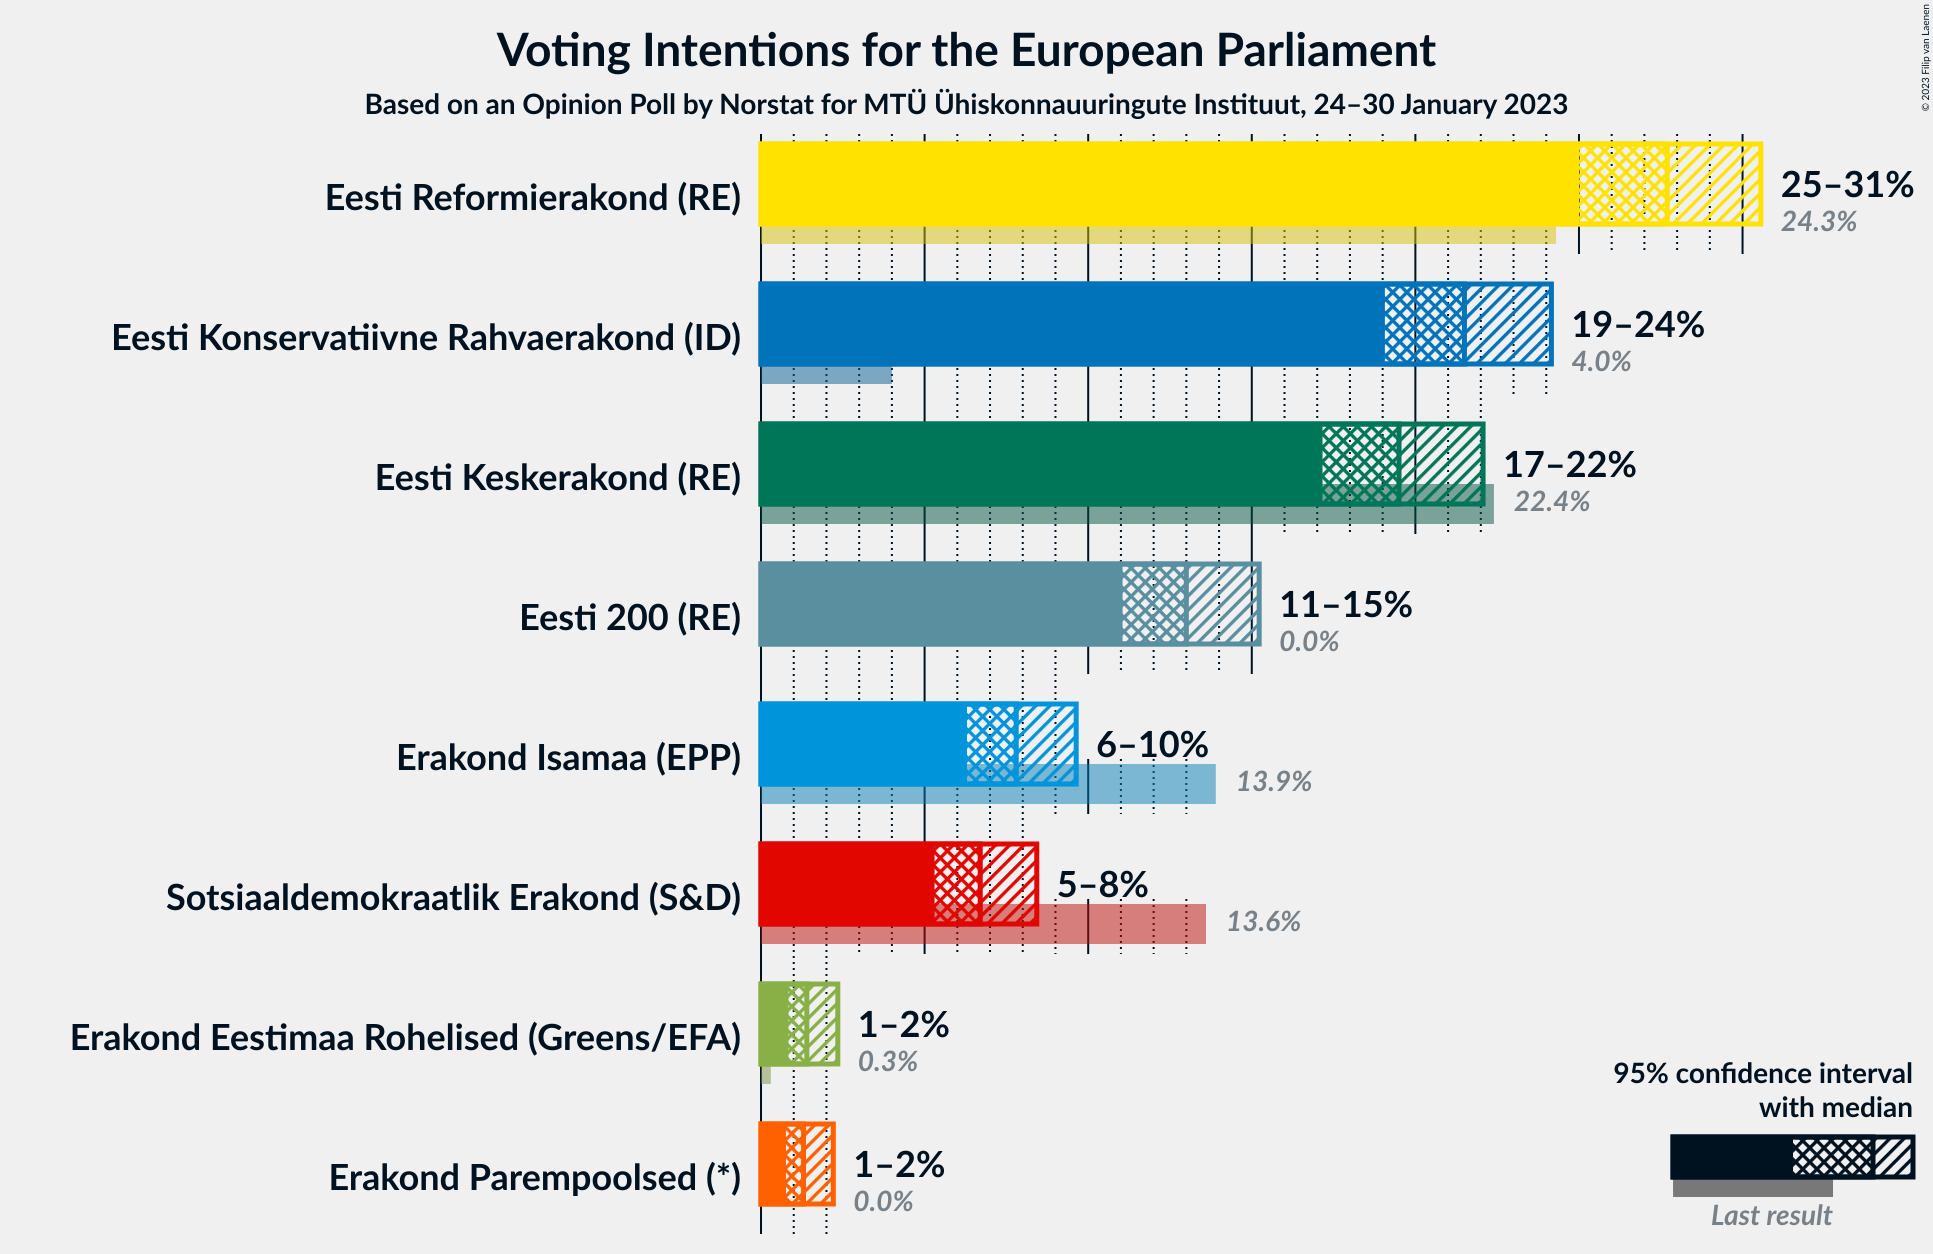 Voting Intentions for the European Parliament
Based on an Opinion Poll by Norstat for MTÜ Ühiskonnauuringute Instituut, 24–30 January 2023
© 2023 Filip van Laenen
Eesti Reformierakond (RE)
25–31%
24.3%
Eesti Konservatiivne Rahvaerakond (ID)
19–24%
4.0%
Eesti Keskerakond (RE)
17–22%
22.4%
Eesti 200 (RE)
11–15%
0.0%
Erakond Isamaa (EPP)
6–10%
13.9%
Sotsiaaldemokraatlik Erakond (S&D)
5–8%
13.6%
Erakond Eestimaa Rohelised (Greens/EFA)
1–2%
0.3%
Erakond Parempoolsed (*)
1–2%
0.0%
95% confidence interval
with median
Last result